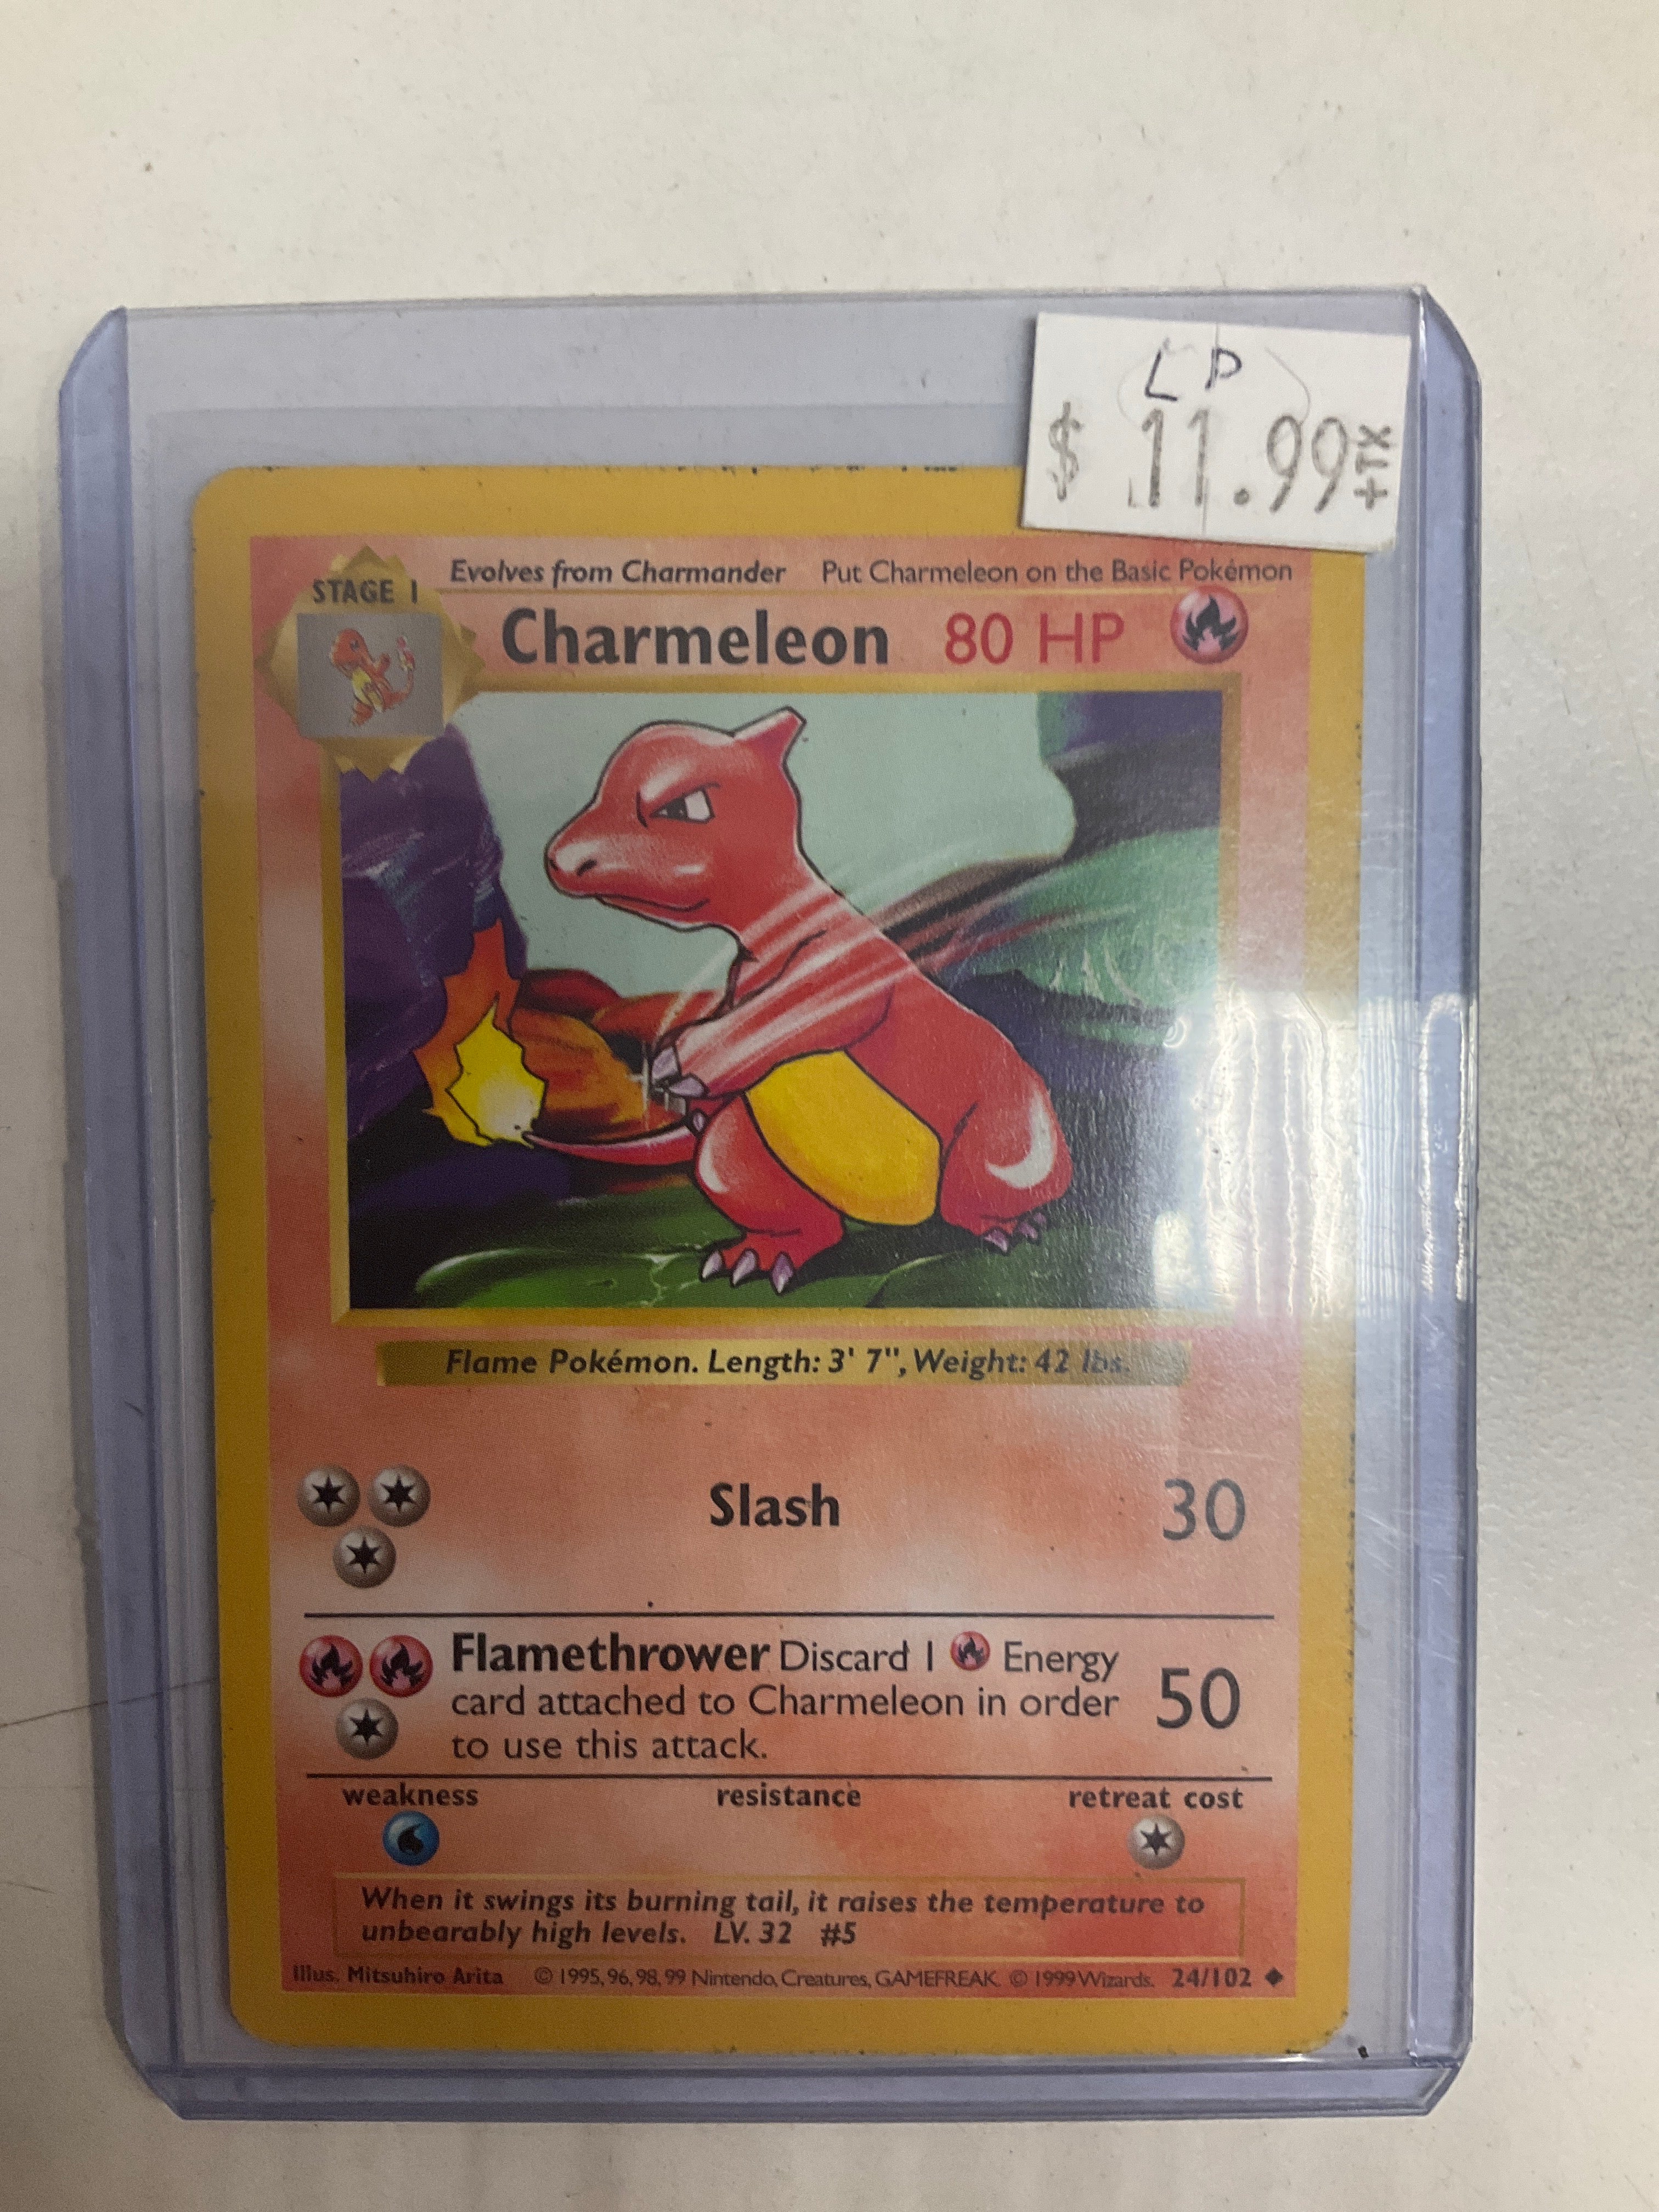 LP
$ 11.99 +TX
Evolves from Charmander Put Charmeleon on the Basic Pokémon
STAGE 1
Charmeleon 80 HP
Flame Pokémon. Length: 3' 7", Weight: 42 lbs.
Slash 30
Flamethrower Discard 1 Energy
card attached to Charmeleon in order
to use this attack.
50
weakness resistance retreat cost
When it swings its burning tail, it raises the temperature to
unbearably high levels. LV. 32 #5
Illus. Mitsuhiro Arita © 1995, 96, 98, 99 Nintendo, Creatures, GAMEFREAK. © 1999 Wizards. 24/102